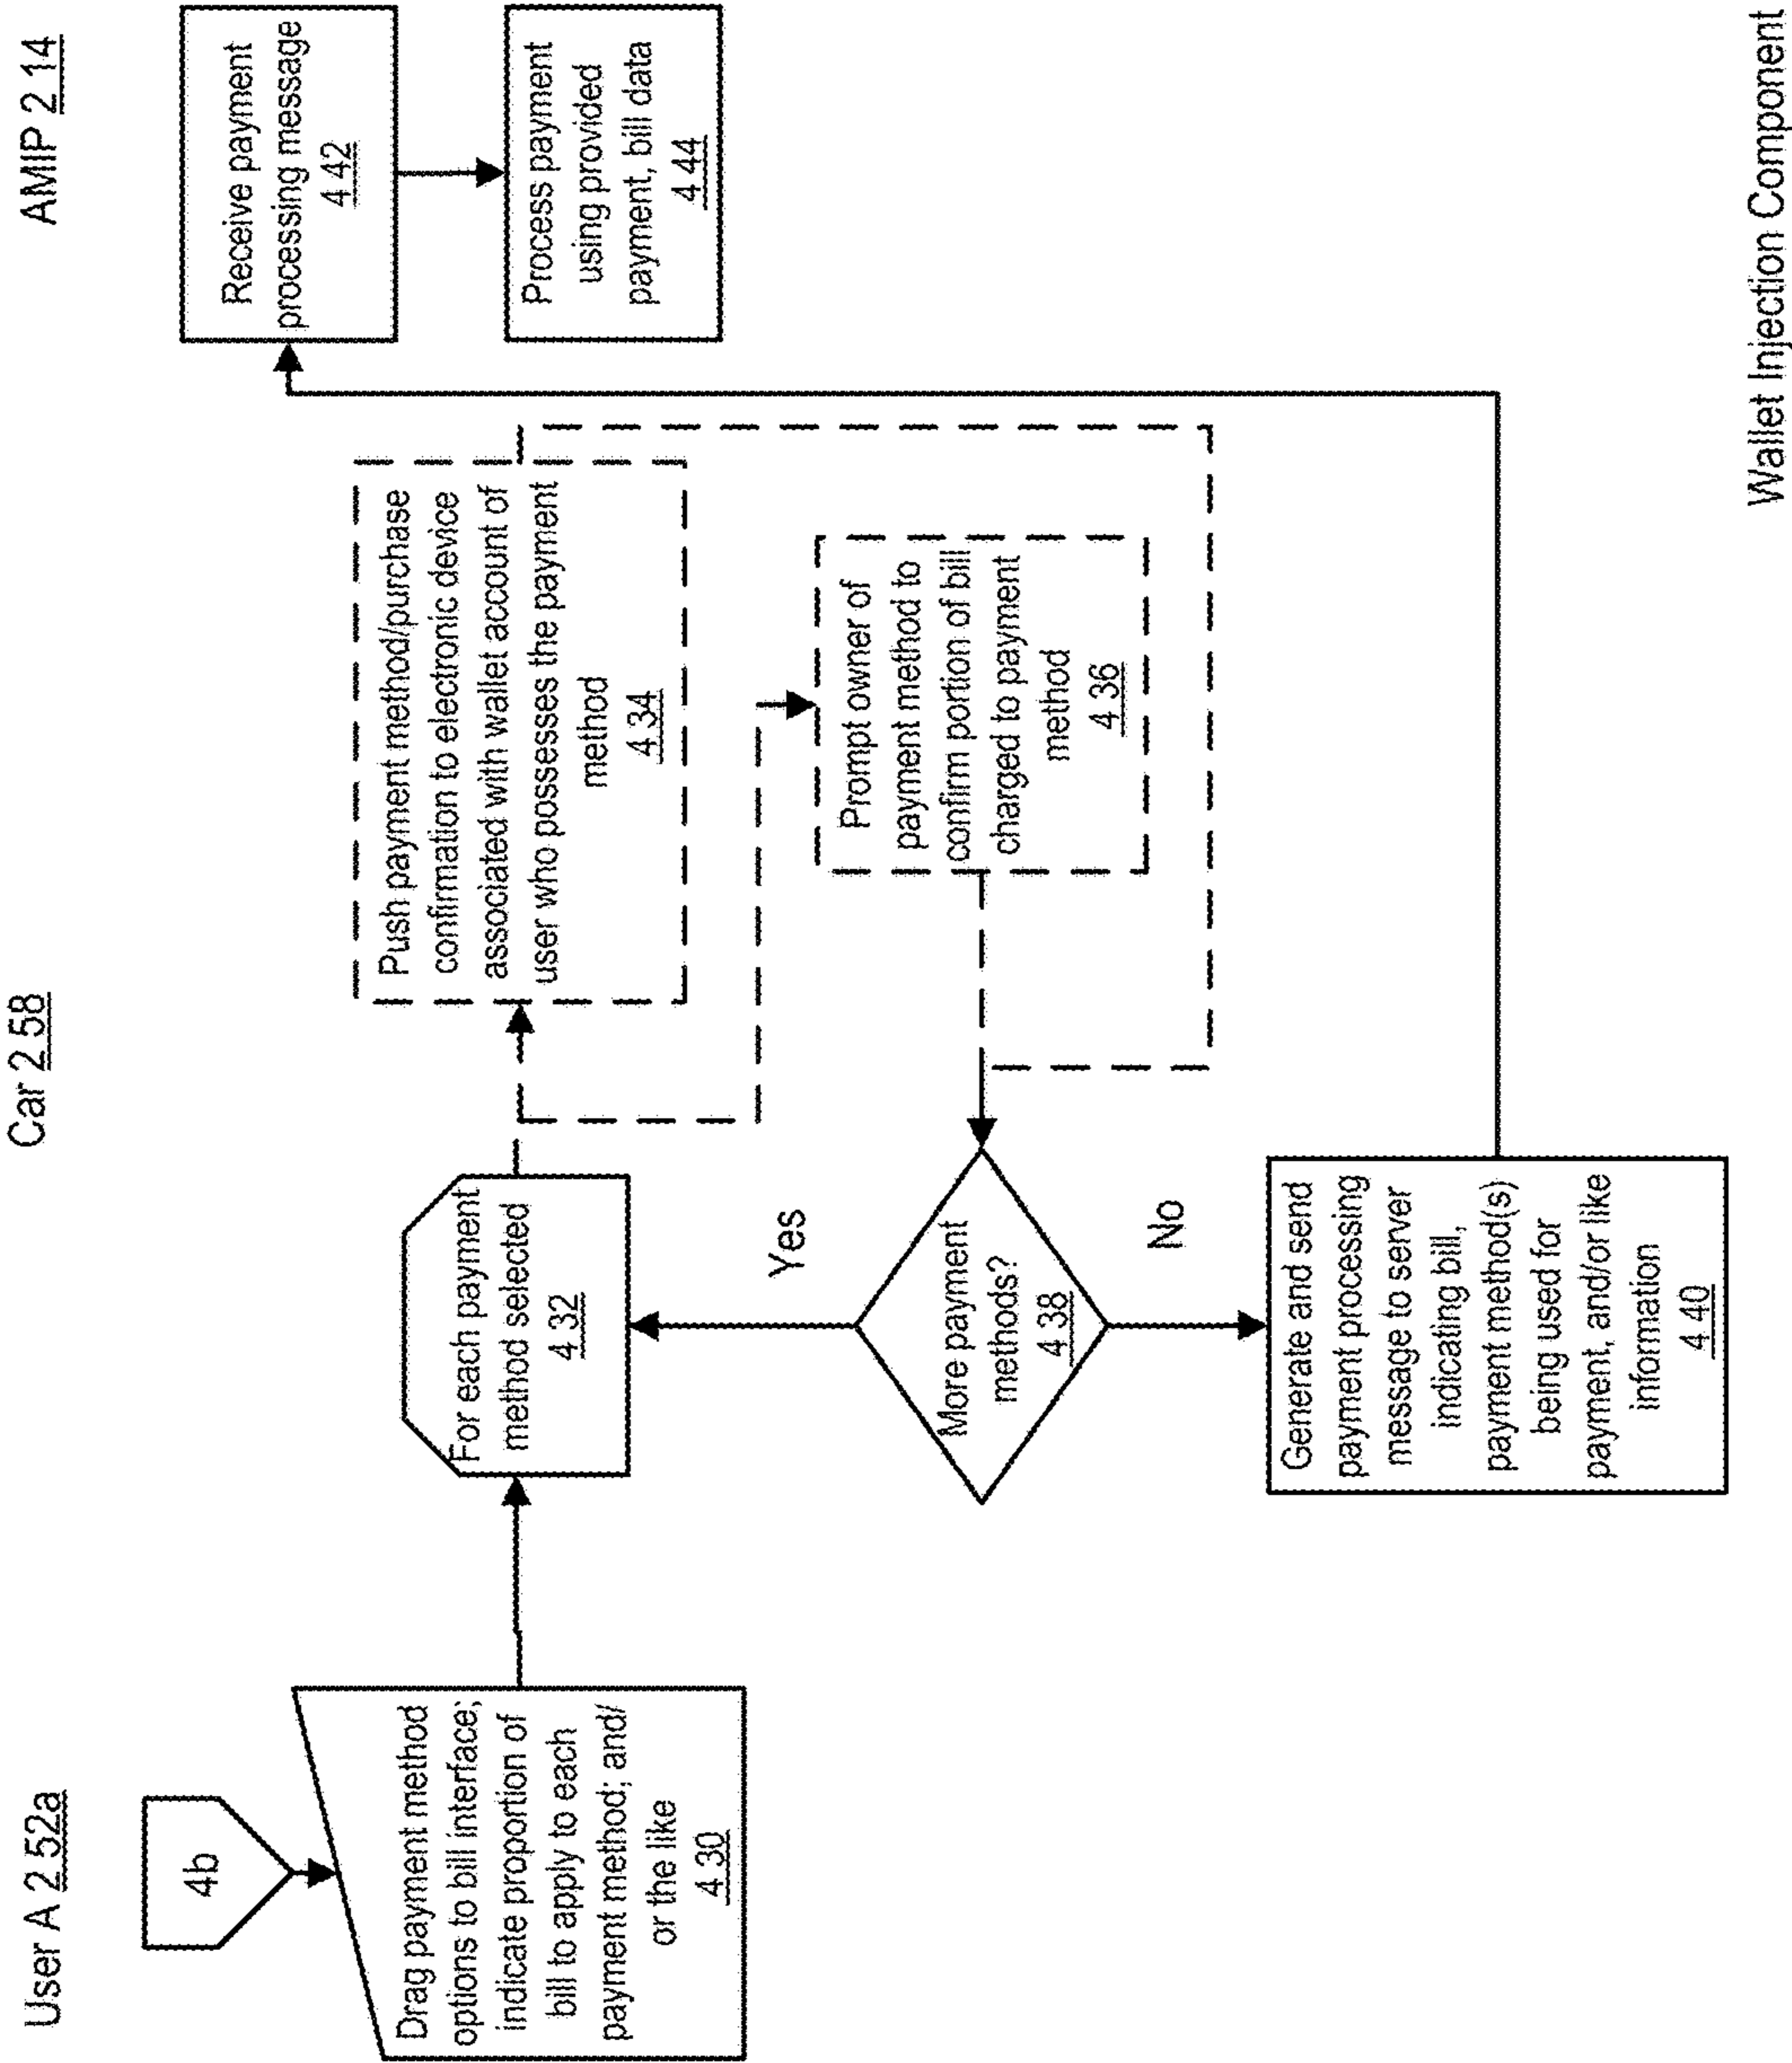 User A 2 52a
Car 2 58
AMIP 2 14
4b
Drag payment method
options to bill interface;
indicate proportion of
bill to apply to each
payment method; and/
or the like
4 30
For each payment
method selected
4 32
Push payment method/purchase
confirmation to electronic device
associated with wallet account of
user who possesses the payment
method
4 34
Prompt owner of
payment method to
confirm portion of bill
charged to payment
method
4 36
Yes
More payment
methods?
4 38
No
Generate and send
payment processing
message to server
indicating bill,
payment method(s)
being used for
payment, and/or like
information
4 40
Receive payment
processing message
4 42
Process payment
using provided
payment, bill data
4 44
Wallet Injection Component